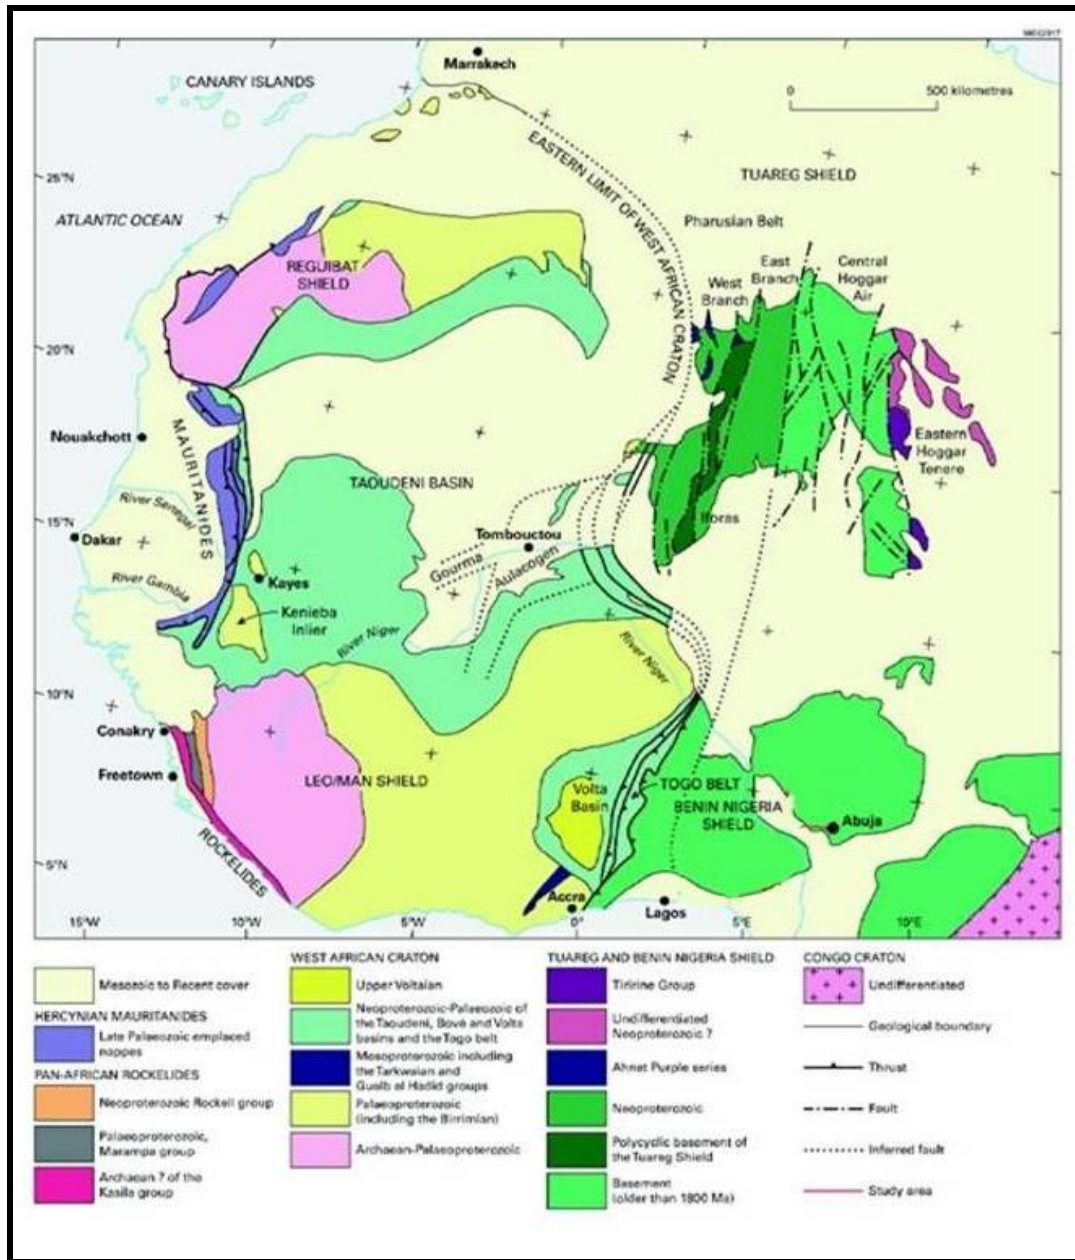 Marrakech
CANARY ISLANDS
0
500 kilometres
EASTERN LIMIT OF WEST AFRICAN CRATON
25°N
TUAREG SHIELD
ATLANTIC OCEAN
Pharusian Belt
REGUIBAT
SHIELD
West
Branch
East
Branch
Central
Hoggar
Air
20°N
Nouakchott
MAURITANIDES
Eastern
Hoggar
Tenere
TAOUDENI BASIN
River Senegal
15°N
Iforas
Dakar
Tombouctou
Gourma
Aulacogen
River Gambia
Kayes
Kenieba
Inlier
River Niger
River Niger
10°N
Conakry
Freetown
LEO/MAN SHIELD
Volta
Basin
TOGO BELT
BENIN NIGERIA
SHIELD
Abuja
ROCKELIDES
5°N
Accra
Lagos
15°W
10°W
5°W
0°
5°E
10°E
Mesozoic to Recent cover
HERCYNIAN MAURITANIDES
Late Palaeozoic emplaced
nappes
PAN-AFRICAN ROCKELIDES
Neoproterozoic Rockell group
Palaeoproterozoic,
Marampa group
Archaean ? of the
Kasila group
WEST AFRICAN CRATON
Upper Voltaian
Neoproterozoic-Palaeozoic of
the Taoudeni, Bové and Volta
basins and the Togo belt
Mesoproterozoic including
the Tarkwaian and
Guelb el Hadid groups
Palaeoproterozoic
(including the Birrimian)
Archaean-Palaeoproterozoic
TUAREG AND BENIN NIGERIA SHIELD
Tiririne Group
Undifferentiated
Neoproterozoic ?
Ahnet Purple series
Neoproterozoic
Polycyclic basement of
the Tuareg Shield
Basement
(older than 1800 Ma)
CONGO CRATON
Undifferentiated
Geological boundary
Thrust
Fault
Inferred fault
Study area